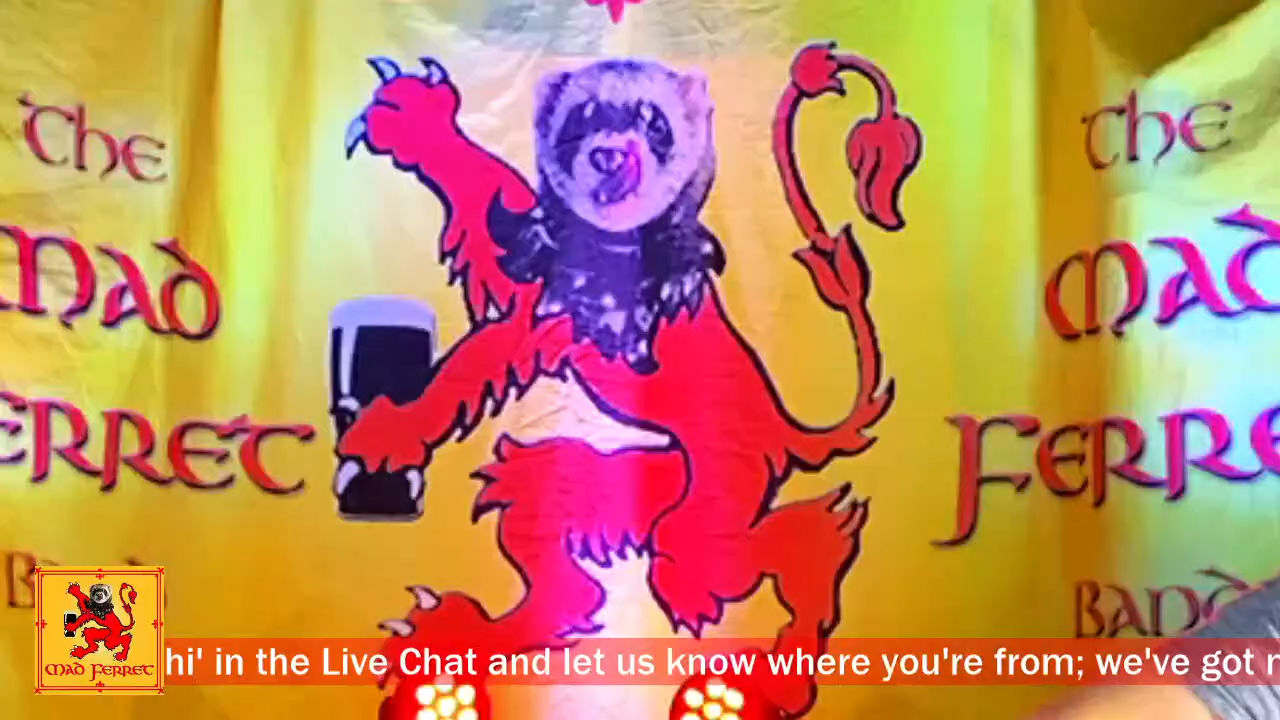 The
Mad
Ferret
The
Mad
Ferre
Band
Mad Ferret
hi' in the Live Chat and let us know where you're from; we've got